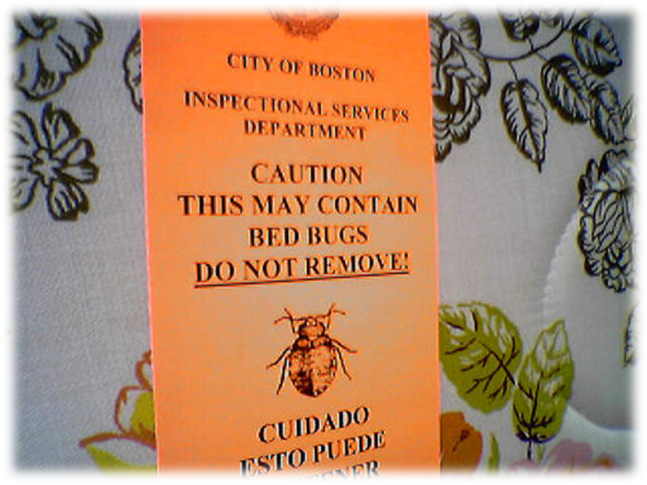 CITY OF BOSTON
INSPECTIONAL SERVICES
DEPARTMENT
CAUTION
THIS MAY CONTAIN
BED BUGS
DO NOT REMOVE!
CUIDADO
ESTO PUEDE